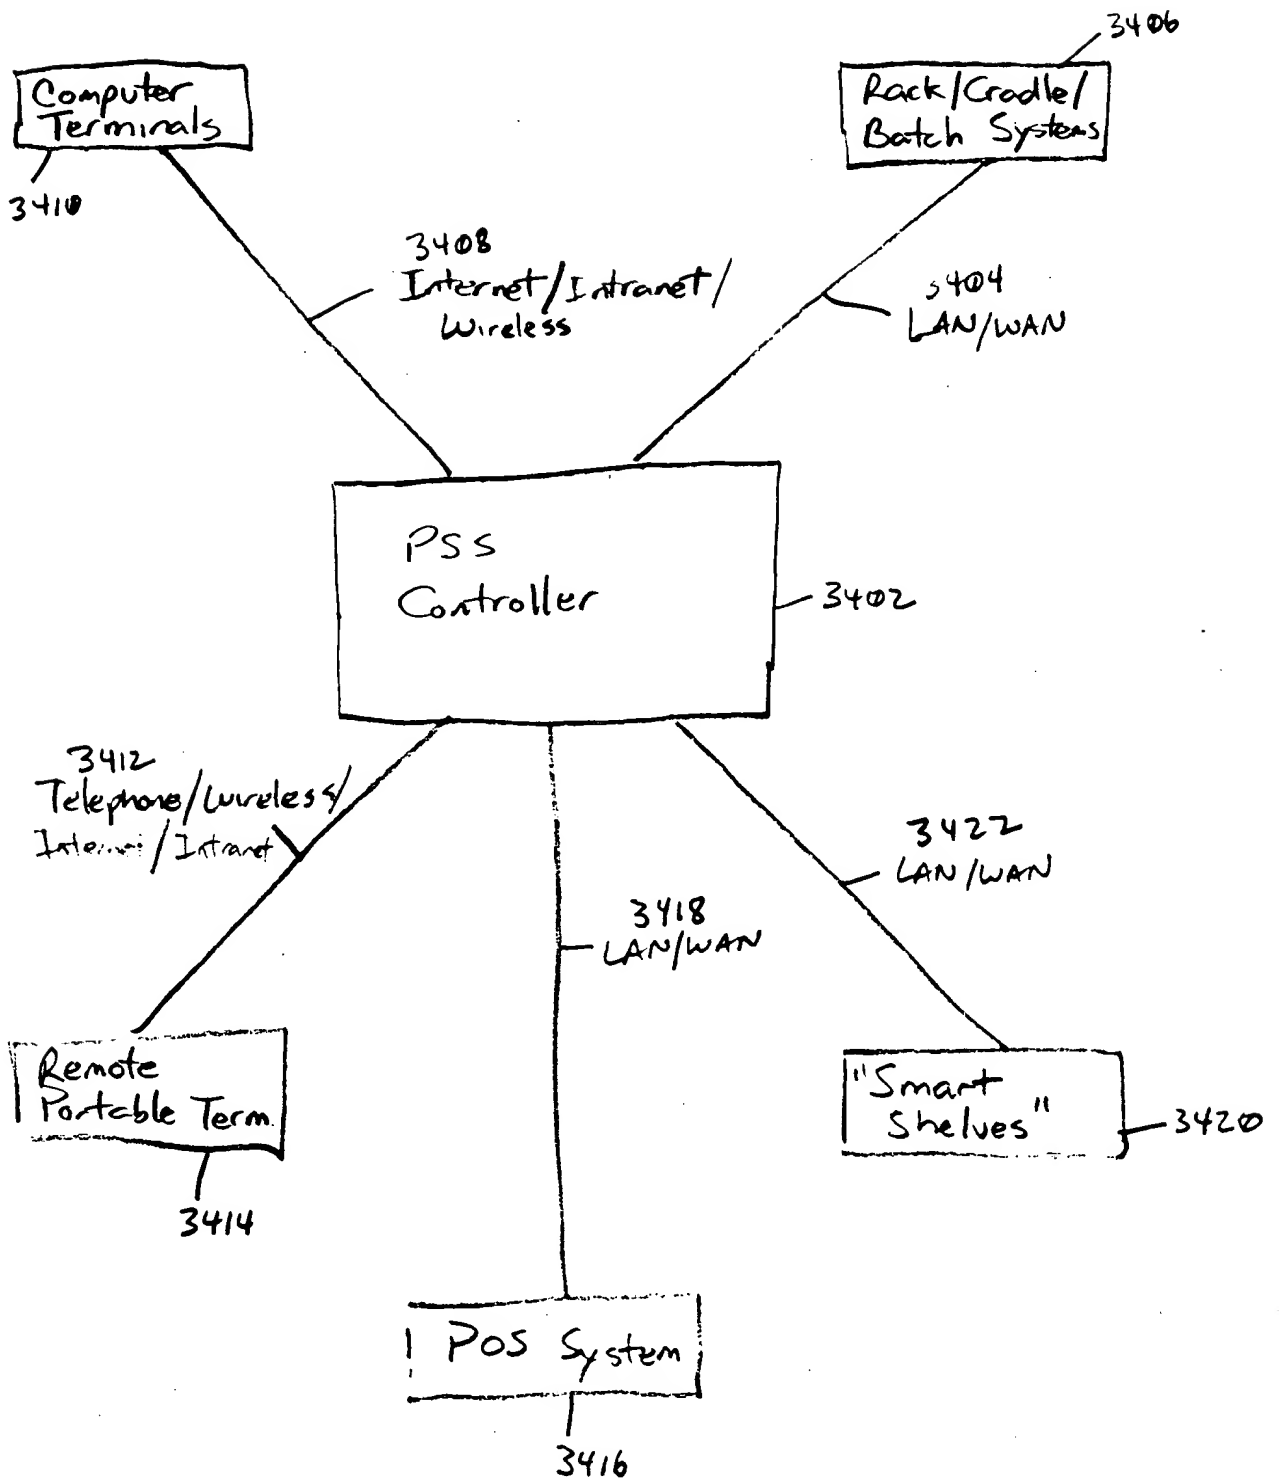 3406
Computer
Terminals
Rack/Cradle/
Batch Systems
3410
3408
Internet/Intranet/
Wireless
3404
LAN/WAN
PSS
Controller
3402
3412
Telephone/Wireless/
Internet/Intranet
3422
LAN/WAN
3418
LAN/WAN
Remote
Portable Term.
"Smart
Shelves"
3420
3414
POS System
3416